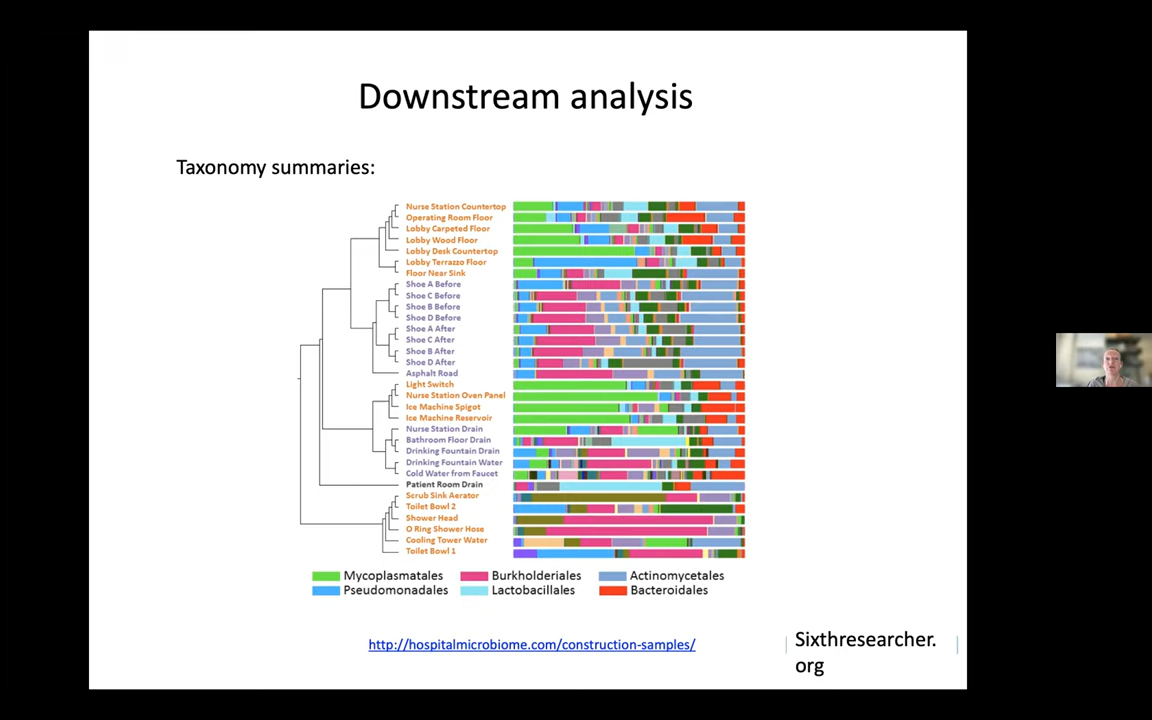 Downstream analysis
Taxonomy summaries:
Nurse Station Countertop
Operating Room Floor
Lobby Carpeted Floor
Lobby Wood Floor
Lobby Desk Countertop
Lobby Terrazzo Floor
Floor Near Sink
Shoe A Before
Shoe C Before
Shoe B Before
Shoe D Before
Shoe A After
Shoe C After
Shoe B After
Shoe D After
Asphalt Road
Light Switch
Nurse Station Oven Panel
Ice Machine Spigot
Ice Machine Reservoir
Nurse Station Drain
Bathroom Floor Drain
Drinking Fountain Drain
Drinking Fountain Water
Cold Water from Faucet
Patient Room Drain
Scrub Sink Aerator
Toilet Bowl 2
Shower Head
O Ring Shower Hose
Cooling Tower Water
Toilet Bowl 1
Mycoplasmatales Burkholderiales Actinomycetales
Pseudomonadales Lactobacillales Bacteroidales
http://hospitalmicrobiome.com/construction-samples/
Sixthresearcher.
org